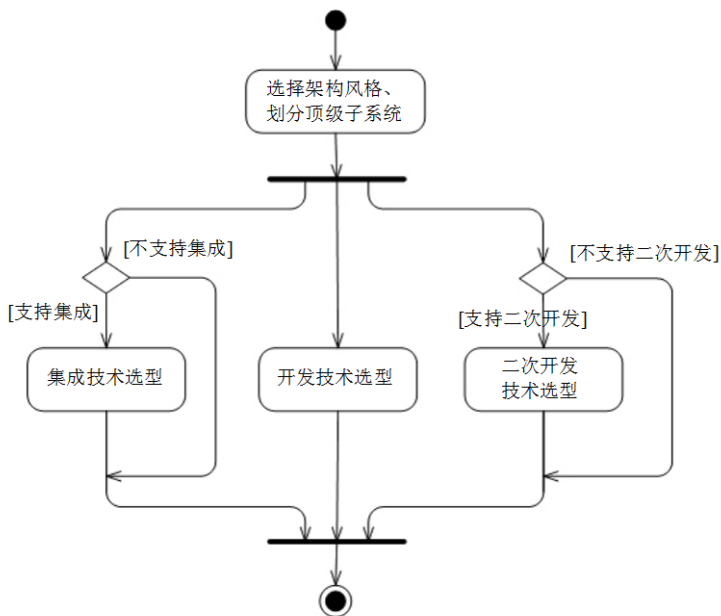 选择架构风格、
划分顶级子系统
[不支持集成]
[不支持二次开发]
[支持集成]
[支持二次开发]
集成技术选型
开发技术选型
二次开发
技术选型